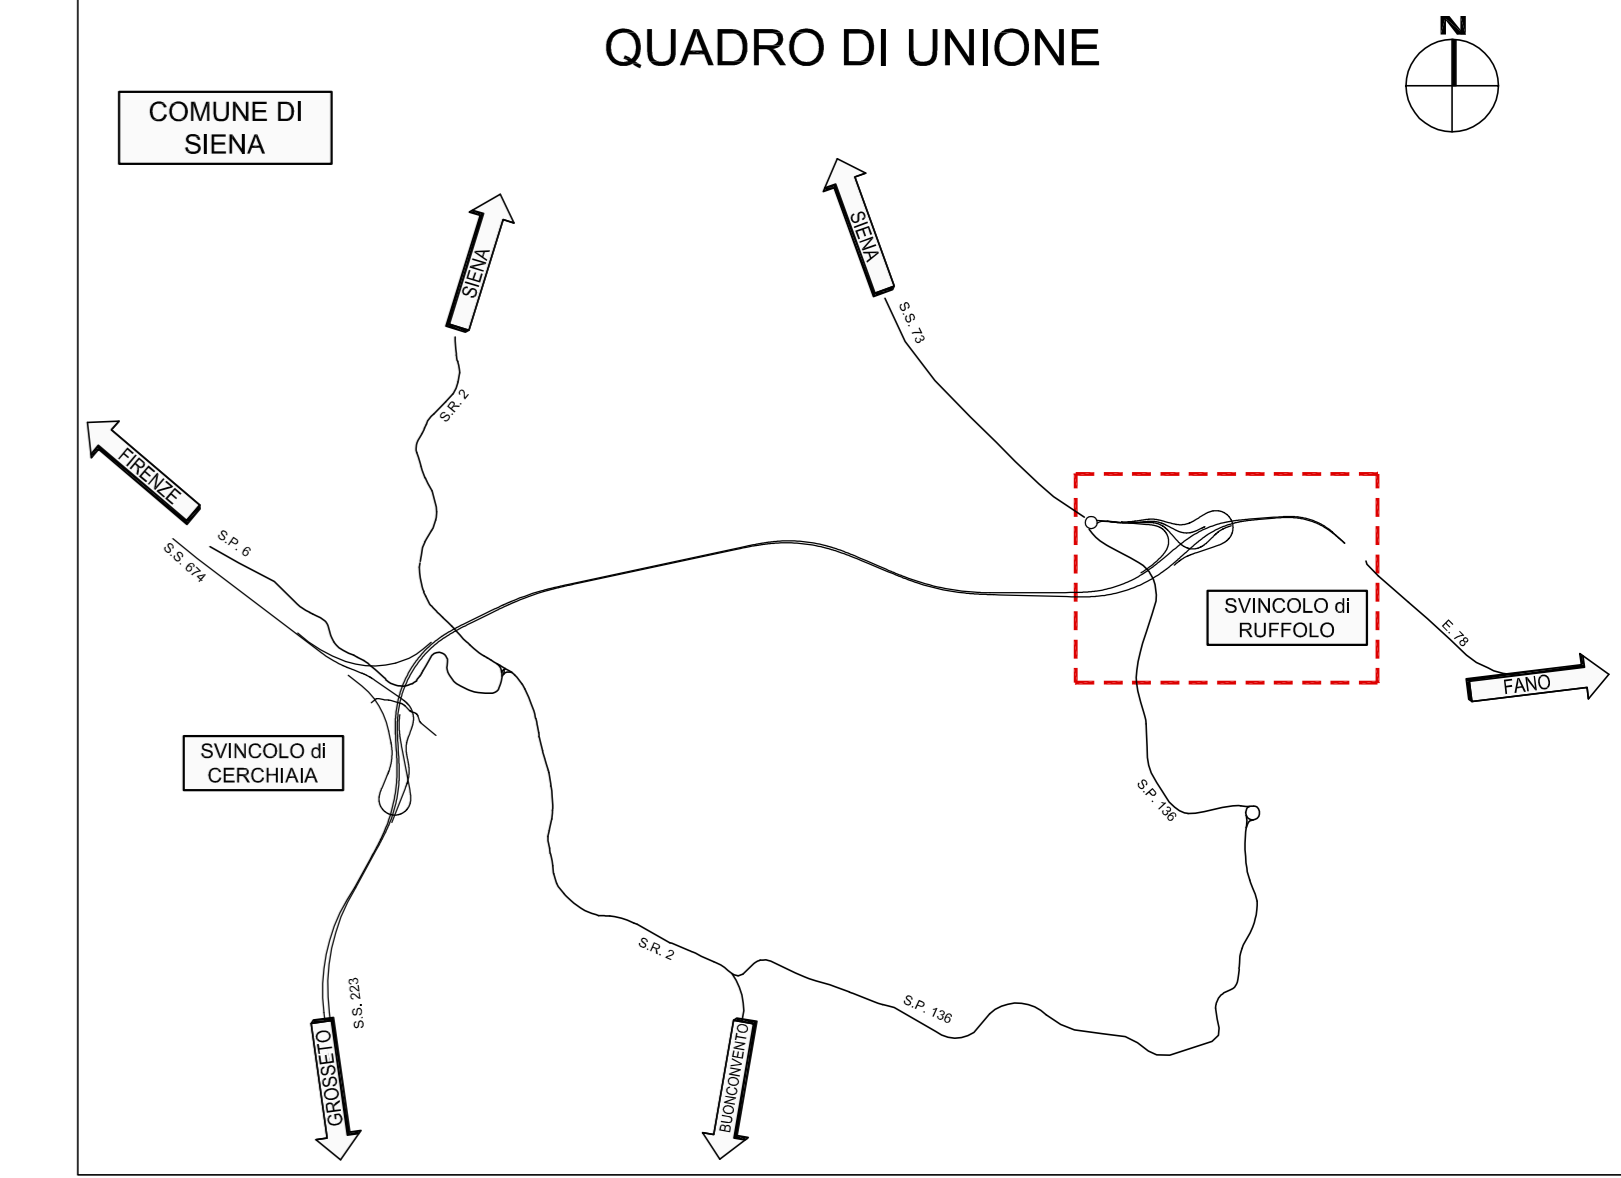 QUADRO DI UNIONE
N
COMUNE DI
SIENA
SIENA
SIENA
S.S. 73
S.R. 2
FIRENZE
S.P. 6
S.S. 674
SVINCOLO di
RUFFOLO
E. 78
FANO
SVINCOLO di
CERCHIAIA
S.P. 136
S.R. 2
S.S. 223
S.P. 136
GROSSETO
BUONCONVENTO